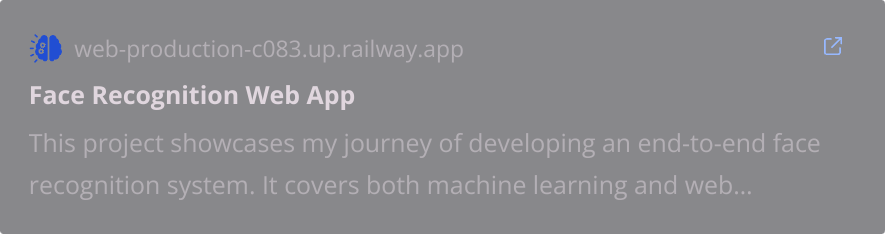 web-production-c083.up.railway.app
Face Recognition Web App
This project showcases my journey of developing an end-to-end face
recognition system. It covers both machine learning and web...